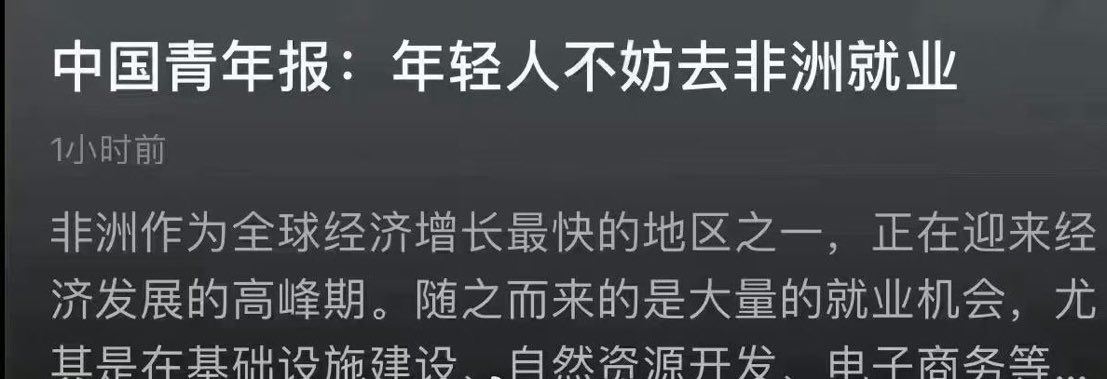 中国青年报：年轻人不妨去非洲就业
1小时前
非洲作为全球经济增长最快的地区之一，正在迎来经
济发展的高峰期。随之而来的是大量的就业机会，尤
其是在基础设施建设、自然资源开发、电子商务等...